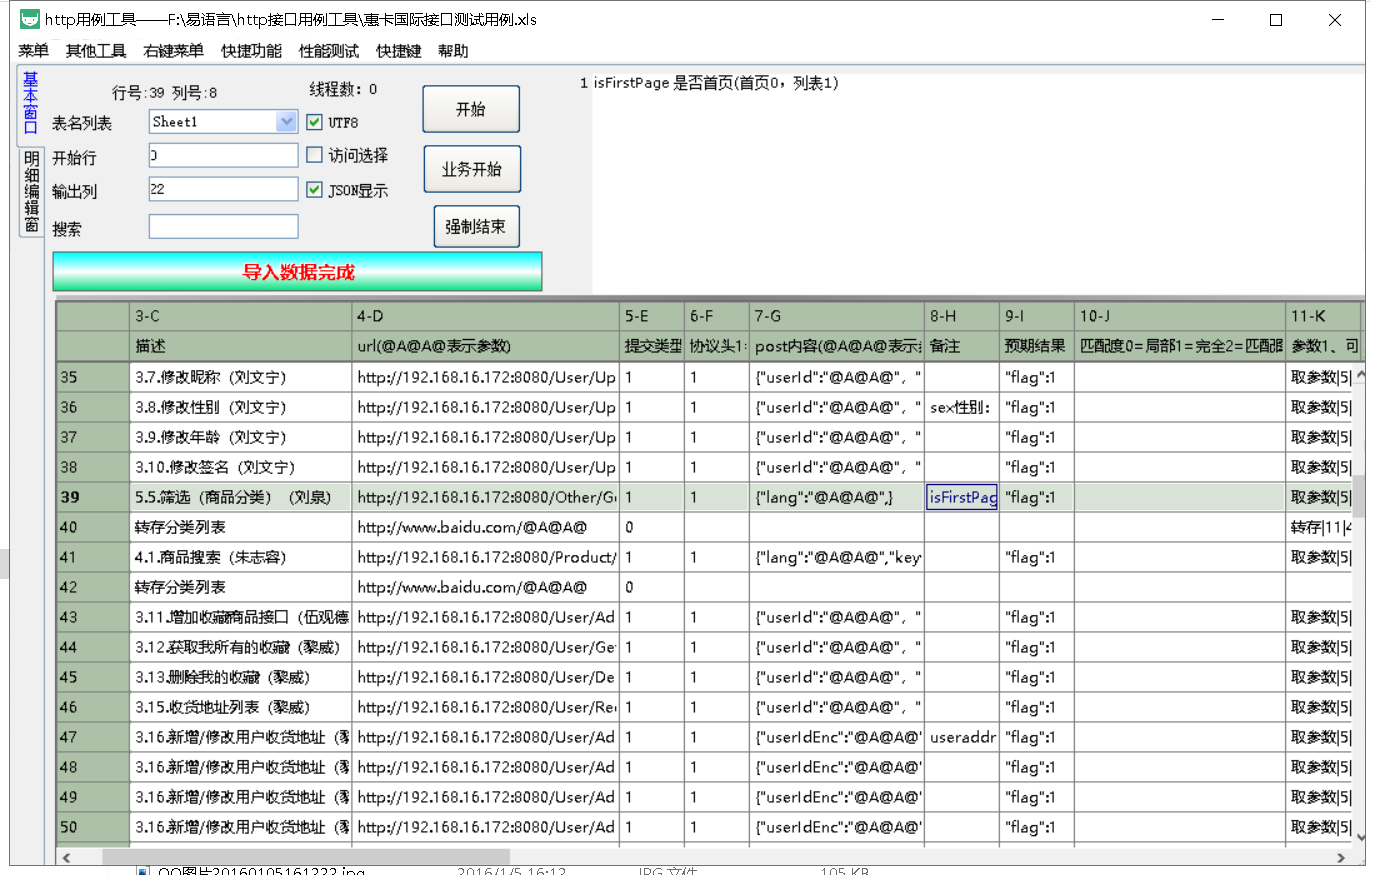 http用例工具——F:\易语言\http接口用例工具\惠卡国际接口测试用例.xls
菜单 其他工具 右键菜单 快捷功能 性能测试 快捷键 帮助
基本窗口
明细编辑窗
行号:39 列号:8
线程数: 0
表名列表 Sheet1
UTF8
开始行 0
访问选择
输出列 22
JSON显示
搜索
开始
业务开始
强制结束
导入数据完成
1 isFirstPage 是否首页(首页0，列表1)
3-C 4-D 5-E 6-F 7-G 8-H 9-I 10-J 11-K
描述 url(@A@A@表示参数) 提交类型 协议头1: post内容(@A@A@表示 备注 预期结果 匹配度0=局部1=完全2=匹配 参数1、可
35 3.7.修改昵称（刘文宁） http://192.168.16.172:8080/User/Up 1 1 {"userId":"@A@A@", " "flag":1 取参数|5|
36 3.8.修改性别（刘文宁） http://192.168.16.172:8080/User/Up 1 1 {"userId":"@A@A@", " sex性别: "flag":1 取参数|5|
37 3.9.修改年龄（刘文宁） http://192.168.16.172:8080/User/Up 1 1 {"userId":"@A@A@", " "flag":1 取参数|5|
38 3.10.修改签名（刘文宁） http://192.168.16.172:8080/User/Up 1 1 {"userId":"@A@A@", " "flag":1 取参数|5|
39 5.5.筛选（商品分类）（刘泉） http://192.168.16.172:8080/Other/G 1 1 {"lang":"@A@A@",} isFirstPag "flag":1 取参数|5|
40 转存分类列表 http://www.baidu.com/@A@A@ 0 转存|11|4
41 4.1.商品搜索（朱志容） http://192.168.16.172:8080/Product/ 1 1 {"lang":"@A@A@","key "flag":1 取参数|5|
42 转存分类列表 http://www.baidu.com/@A@A@ 0
43 3.11.增加收藏商品接口（伍观德 http://192.168.16.172:8080/User/Ad 1 1 {"userId":"@A@A@", " "flag":1 取参数|5|
44 3.12.获取我所有的收藏（黎威） http://192.168.16.172:8080/User/Ge 1 1 {"userId":"@A@A@", " "flag":1 取参数|5|
45 3.13.删除我的收藏（黎威） http://192.168.16.172:8080/User/De 1 1 {"userId":"@A@A@", " "flag":1 取参数|5|
46 3.15.收货地址列表（黎威） http://192.168.16.172:8080/User/Re 1 1 {"userId":"@A@A@", " "flag":1 取参数|5|
47 3.16.新增/修改用户收货地址（ http://192.168.16.172:8080/User/Ad 1 1 {"userIdEnc":"@A@A@' useraddr "flag":1 取参数|5|
48 3.16.新增/修改用户收货地址（ http://192.168.16.172:8080/User/Ad 1 1 {"userIdEnc":"@A@A@' "flag":1 取参数|5|
49 3.16.新增/修改用户收货地址（ http://192.168.16.172:8080/User/Ad 1 1 {"userIdEnc":"@A@A@' "flag":1 取参数|5|
50 3.16.新增/修改用户收货地址（ http://192.168.16.172:8080/User/Ad 1 1 {"userIdEnc":"@A@A@' "flag":1 取参数|5|
QQ图片20160105161222.jpg 2016/1/5 16:12 JPG 文件 105 KB